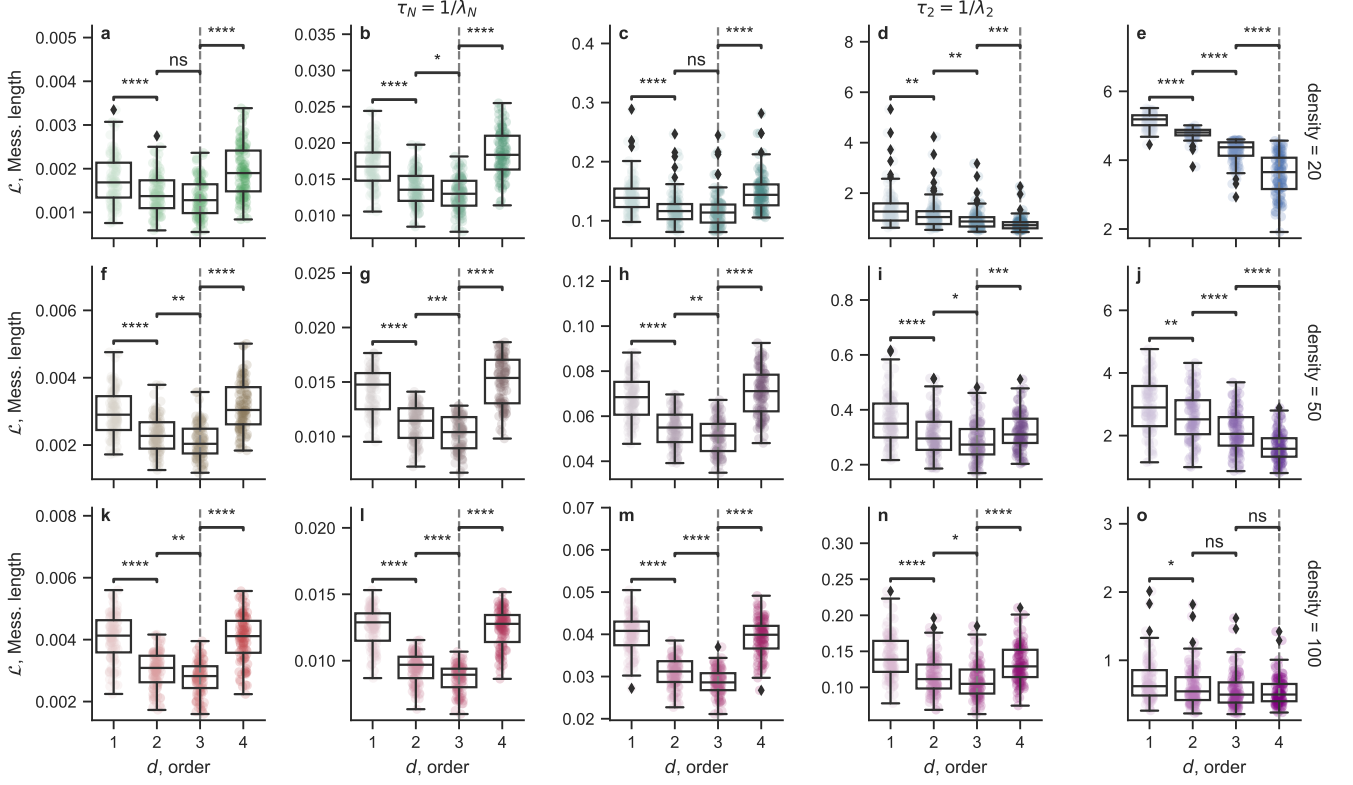 τN = 1/λN
τ2 = 1/λ2
a
b
c
d
e
0.005
0.004
0.003
0.002
0.001
ℒ, Mess. length
****
ns
****
0.035
0.030
0.025
0.020
0.015
0.010
****
*
****
0.4
0.3
0.2
0.1
****
ns
****
8
6
4
2
**
**
***
6
4
2
****
****
****
density = 20
f
g
h
i
j
0.006
0.004
0.002
ℒ, Mess. length
****
**
****
0.025
0.020
0.015
0.010
****
***
****
0.12
0.10
0.08
0.06
0.04
****
**
****
0.8
0.6
0.4
0.2
****
*
***
6
4
2
**
****
****
density = 50
k
l
m
n
o
0.008
0.006
0.004
0.002
ℒ, Mess. length
****
**
****
0.020
0.015
0.010
****
****
****
0.07
0.06
0.05
0.04
0.03
0.02
****
****
****
0.30
0.25
0.20
0.15
0.10
****
*
****
3
2
1
*
ns
ns
density = 100
1 2 3 4
1 2 3 4
1 2 3 4
1 2 3 4
1 2 3 4
d, order
d, order
d, order
d, order
d, order